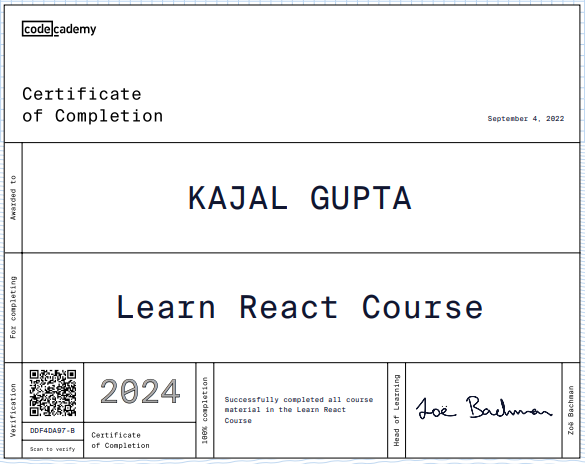 codecademy
Certificate
of Completion
September 4, 2022
Awarded to
KAJAL GUPTA
For completing
Learn React Course
Verification
DDF4DA97-B
Scan to verify
2024
Certificate
of Completion
100% completion
Successfully completed all course
material in the Learn React
Course
Head of Learning
Zoë Bachman
Zoë Bachman